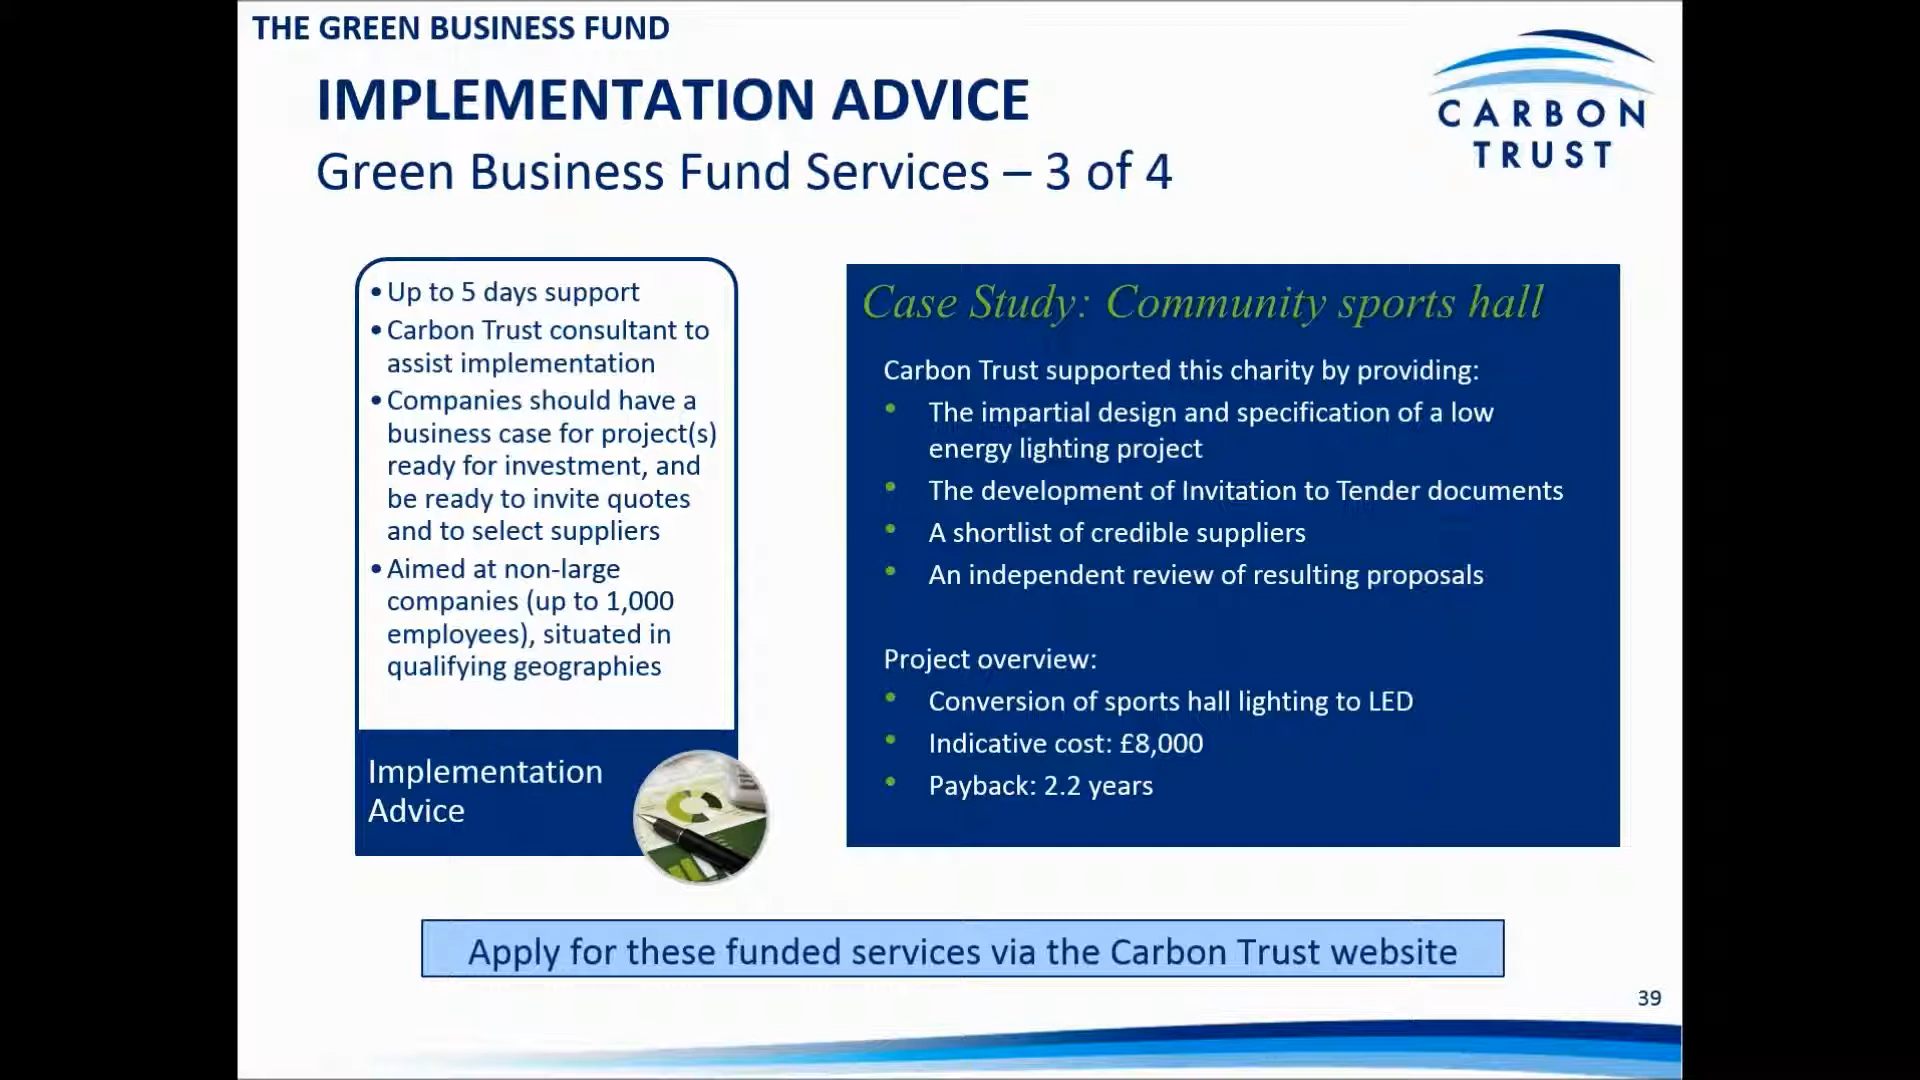 THE GREEN BUSINESS FUND
IMPLEMENTATION ADVICE
Green Business Fund Services – 3 of 4
CARBON
TRUST
• Up to 5 days support
• Carbon Trust consultant to
assist implementation
• Companies should have a
business case for project(s)
ready for investment, and
be ready to invite quotes
and to select suppliers
• Aimed at non-large
companies (up to 1,000
employees), situated in
qualifying geographies
Implementation
Advice
Case Study: Community sports hall
Carbon Trust supported this charity by providing:
• The impartial design and specification of a low
energy lighting project
• The development of Invitation to Tender documents
• A shortlist of credible suppliers
• An independent review of resulting proposals
Project overview:
• Conversion of sports hall lighting to LED
• Indicative cost: £8,000
• Payback: 2.2 years
Apply for these funded services via the Carbon Trust website
39